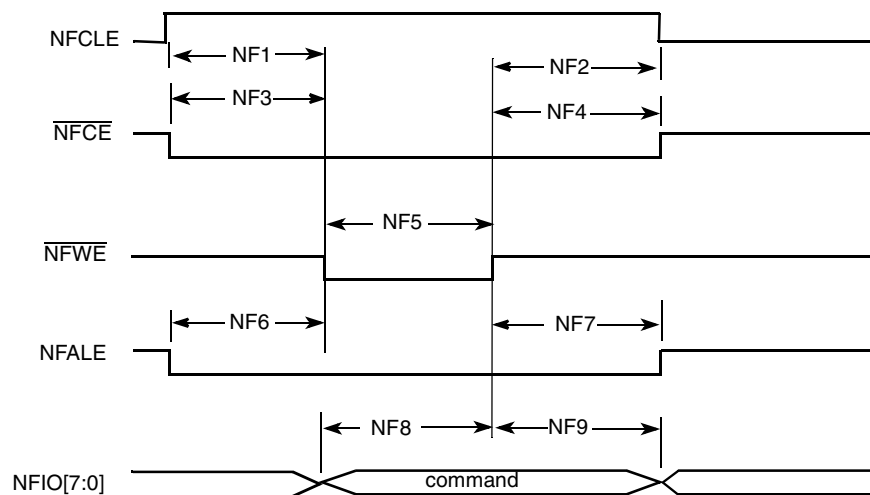 NFCLE
NF1
NF2
NF3
NF4
NFCE
NF5
NFWE
NF6
NF7
NFALE
NF8
NF9
NFIO[7:0]
command